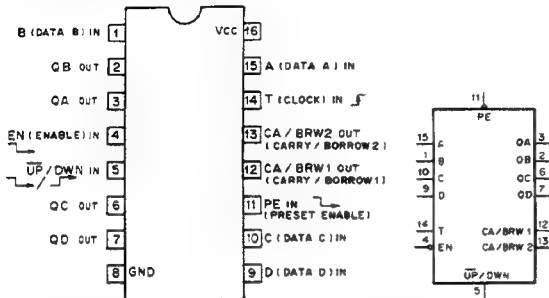 B (DATA B) IN 1
QB OUT 2
QA OUT 3
EN (ENABLE) IN 4
UP/DWN IN 5
QC OUT 6
QD OUT 7
8 GND
VCC 16
15 A (DATA A) IN
14 T (CLOCK) IN
13 CA/BRW2 OUT
(CARRY/BORROW2)
12 CA/BRW1 OUT
(CARRY/BORROW1)
11 PE IN
(PRESET ENABLE)
10 C (DATA C) IN
9 D (DATA D) IN
11
PE
15 A QA 3
1 B QB 2
10 C QC 6
9 D QD 7
14 T CA/BRW1 12
4 EN CA/BRW2 13
UP/DWN
5